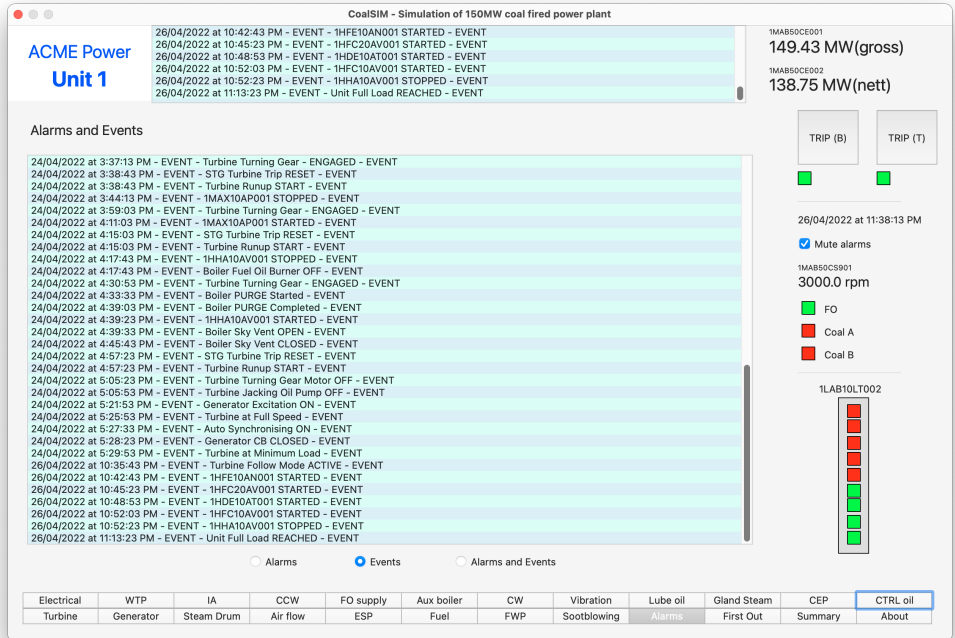 CoalSIM - Simulation of 150MW coal fired power plant
ACME Power
Unit 1
26/04/2022 at 10:42:43 PM - EVENT - 1HFE10AN001 STARTED - EVENT
26/04/2022 at 10:45:23 PM - EVENT - 1HFC20AV001 STARTED - EVENT
26/04/2022 at 10:48:53 PM - EVENT - 1HDE10AT001 STARTED - EVENT
26/04/2022 at 10:52:03 PM - EVENT - 1HFC10AV001 STARTED - EVENT
26/04/2022 at 10:52:23 PM - EVENT - 1HHA10AV001 STOPPED - EVENT
26/04/2022 at 11:13:23 PM - EVENT - Unit Full Load REACHED - EVENT
1MAB50CE001
149.43 MW(gross)
1MAB50CE002
138.75 MW(nett)
TRIP (B)
TRIP (T)
Alarms and Events
24/04/2022 at 3:37:13 PM - EVENT - Turbine Turning Gear - ENGAGED - EVENT
24/04/2022 at 3:38:43 PM - EVENT - STG Turbine Trip RESET - EVENT
24/04/2022 at 3:38:43 PM - EVENT - Turbine Runup START - EVENT
24/04/2022 at 3:44:13 PM - EVENT - 1MAX10AP001 STOPPED - EVENT
24/04/2022 at 3:59:03 PM - EVENT - Turbine Turning Gear - ENGAGED - EVENT
24/04/2022 at 4:11:03 PM - EVENT - 1MAX10AP001 STARTED - EVENT
24/04/2022 at 4:15:03 PM - EVENT - STG Turbine Trip RESET - EVENT
24/04/2022 at 4:15:03 PM - EVENT - Turbine Runup START - EVENT
24/04/2022 at 4:17:43 PM - EVENT - 1HHA10AV001 STOPPED - EVENT
24/04/2022 at 4:17:43 PM - EVENT - Boiler Fuel Oil Burner OFF - EVENT
24/04/2022 at 4:30:53 PM - EVENT - Turbine Turning Gear - ENGAGED - EVENT
24/04/2022 at 4:33:33 PM - EVENT - Boiler PURGE Started - EVENT
24/04/2022 at 4:39:03 PM - EVENT - Boiler PURGE Completed - EVENT
24/04/2022 at 4:39:23 PM - EVENT - 1HHA10AV001 STARTED - EVENT
24/04/2022 at 4:39:33 PM - EVENT - Boiler Sky Vent OPEN - EVENT
24/04/2022 at 4:45:43 PM - EVENT - Boiler Sky Vent CLOSED - EVENT
24/04/2022 at 4:57:23 PM - EVENT - STG Turbine Trip RESET - EVENT
24/04/2022 at 4:57:23 PM - EVENT - Turbine Runup START - EVENT
24/04/2022 at 5:05:23 PM - EVENT - Turbine Turning Gear Motor OFF - EVENT
24/04/2022 at 5:05:53 PM - EVENT - Turbine Jacking Oil Pump OFF - EVENT
24/04/2022 at 5:21:53 PM - EVENT - Generator Excitation ON - EVENT
24/04/2022 at 5:25:53 PM - EVENT - Turbine at Full Speed - EVENT
24/04/2022 at 5:27:33 PM - EVENT - Auto Synchronising ON - EVENT
24/04/2022 at 5:28:23 PM - EVENT - Generator CB CLOSED - EVENT
24/04/2022 at 5:29:53 PM - EVENT - Turbine at Minimum Load - EVENT
26/04/2022 at 10:35:43 PM - EVENT - Turbine Follow Mode ACTIVE - EVENT
26/04/2022 at 10:42:43 PM - EVENT - 1HFE10AN001 STARTED - EVENT
26/04/2022 at 10:45:23 PM - EVENT - 1HFC20AV001 STARTED - EVENT
26/04/2022 at 10:48:53 PM - EVENT - 1HDE10AT001 STARTED - EVENT
26/04/2022 at 10:52:03 PM - EVENT - 1HFC10AV001 STARTED - EVENT
26/04/2022 at 10:52:23 PM - EVENT - 1HHA10AV001 STOPPED - EVENT
26/04/2022 at 11:13:23 PM - EVENT - Unit Full Load REACHED - EVENT
26/04/2022 at 11:38:13 PM
Mute alarms
1MAB50CS901
3000.0 rpm
FO
Coal A
Coal B
1LAB10LT002
Alarms Events Alarms and Events
Electrical WTP IA CCW FO supply Aux boiler CW Vibration Lube oil Gland Steam CEP CTRL oil
Turbine Generator Steam Drum Air flow ESP Fuel FWP Sootblowing Alarms First Out Summary About